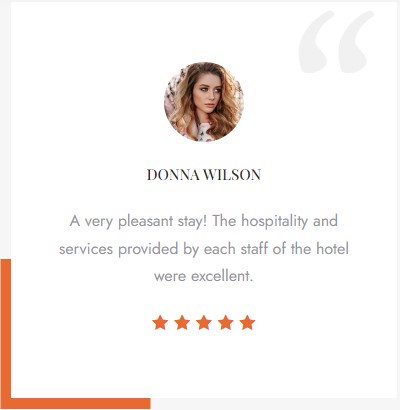 “
DONNA WILSON
A very pleasant stay! The hospitality and
services provided by each staff of the hotel
were excellent.